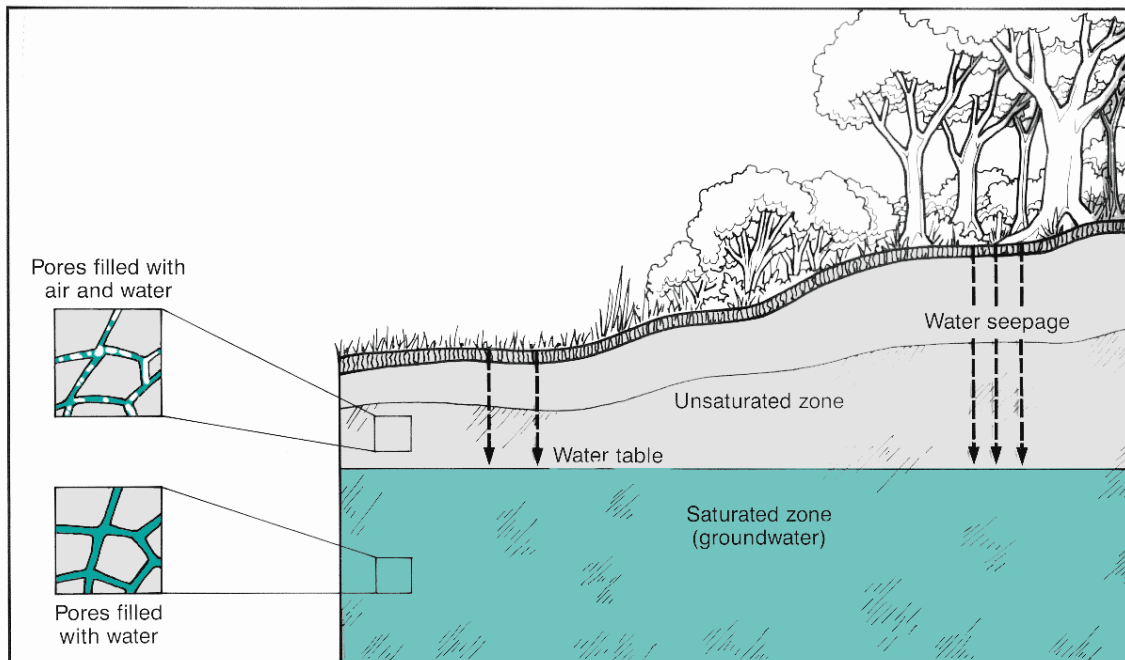 Pores filled with
air and water
Water seepage
Unsaturated zone
Water table
Saturated zone
(groundwater)
Pores filled
with water